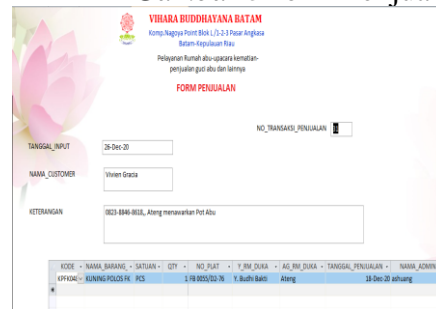 VIHARA BUDDHAYANA BATAM
Komp.Nagoya Point Blok L/1-2-3 Pasar Angkasa
Batam-Kepulauan Riau
Pelayanan Rumah abu-upacara kematian-
penjualan guci abu dan lainnya
FORM PENJUALAN
NO_TRANSAKSI_PENJUALAN
TANGGAL_INPUT 26-Dec-20
NAMA_CUSTOMER Vivien Gracia
KETERANGAN 0823-8846-8618,, Ateng menawarkan Pot Abu
KODE NAMA_BARANG SATUAN QTY NO_PLAT Y_RM_DUKA AG_RM_DUKA TANGGAL_PENJUALAN NAMA_ADMIN
KUNING POLOS FK PCS 1 FB 0055/D2-76 Y. Budhi Bakti Ateng 18-Dec-20 ashuang